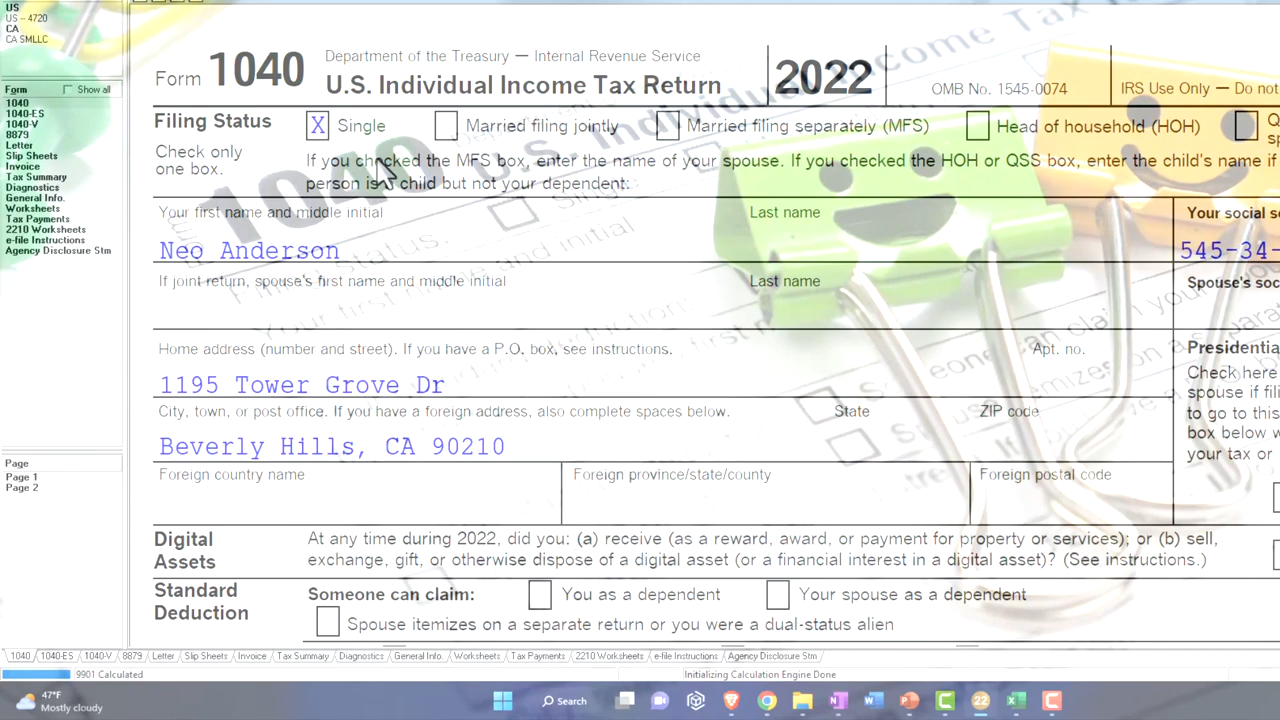 US
US – 4720
CA
CA SMLLC
Form
Show all
1040
1040-ES
1040-V
8879
Letter
Slip Sheets
Invoice
Tax Summary
Diagnostics
General Info.
Worksheets
Tax Payments
2210 Worksheets
e-file Instructions
Agency Disclosure Stm
Page
Page 1
Page 2
Form 1040
Department of the Treasury — Internal Revenue Service
U.S. Individual Income Tax Return
2022
OMB No. 1545-0074
IRS Use Only – Do not
Filing Status
Check only
one box.
X Single
Married filing jointly
Married filing separately (MFS)
Head of household (HOH)
If you checked the MFS box, enter the name of your spouse. If you checked the HOH or QSS box, enter the child's name if
person is a child but not your dependent:
Your first name and middle initial
Last name
Your social
Neo Anderson
545-34-
If joint return, spouse's first name and middle initial
Last name
Spouse's
Home address (number and street). If you have a P.O. box, see instructions.
Apt. no.
1195 Tower Grove Dr
City, town, or post office. If you have a foreign address, also complete spaces below.
State
ZIP code
Beverly Hills, CA 90210
Check here
spouse if
to go to this
box below
your tax or
Foreign country name
Foreign province/state/county
Foreign postal code
Digital
Assets
At any time during 2022, did you: (a) receive (as a reward, award, or payment for property or services); or (b) sell,
exchange, gift, or otherwise dispose of a digital asset (or a financial interest in a digital asset)? (See instructions.)
Standard
Deduction
Someone can claim:
You as a dependent
Your spouse as a dependent
Spouse itemizes on a separate return or you were a dual-status alien
1040 1040-ES 1040-V 8879 Letter Slip Sheets Invoice Tax Summary Diagnostics General Info. Worksheets Tax Payments 2210 Worksheets e-file Instructions Agency Disclosure Stm
9901 Calculated
Initializing Calculation Engine Done
47°F
Mostly cloudy
Search
22